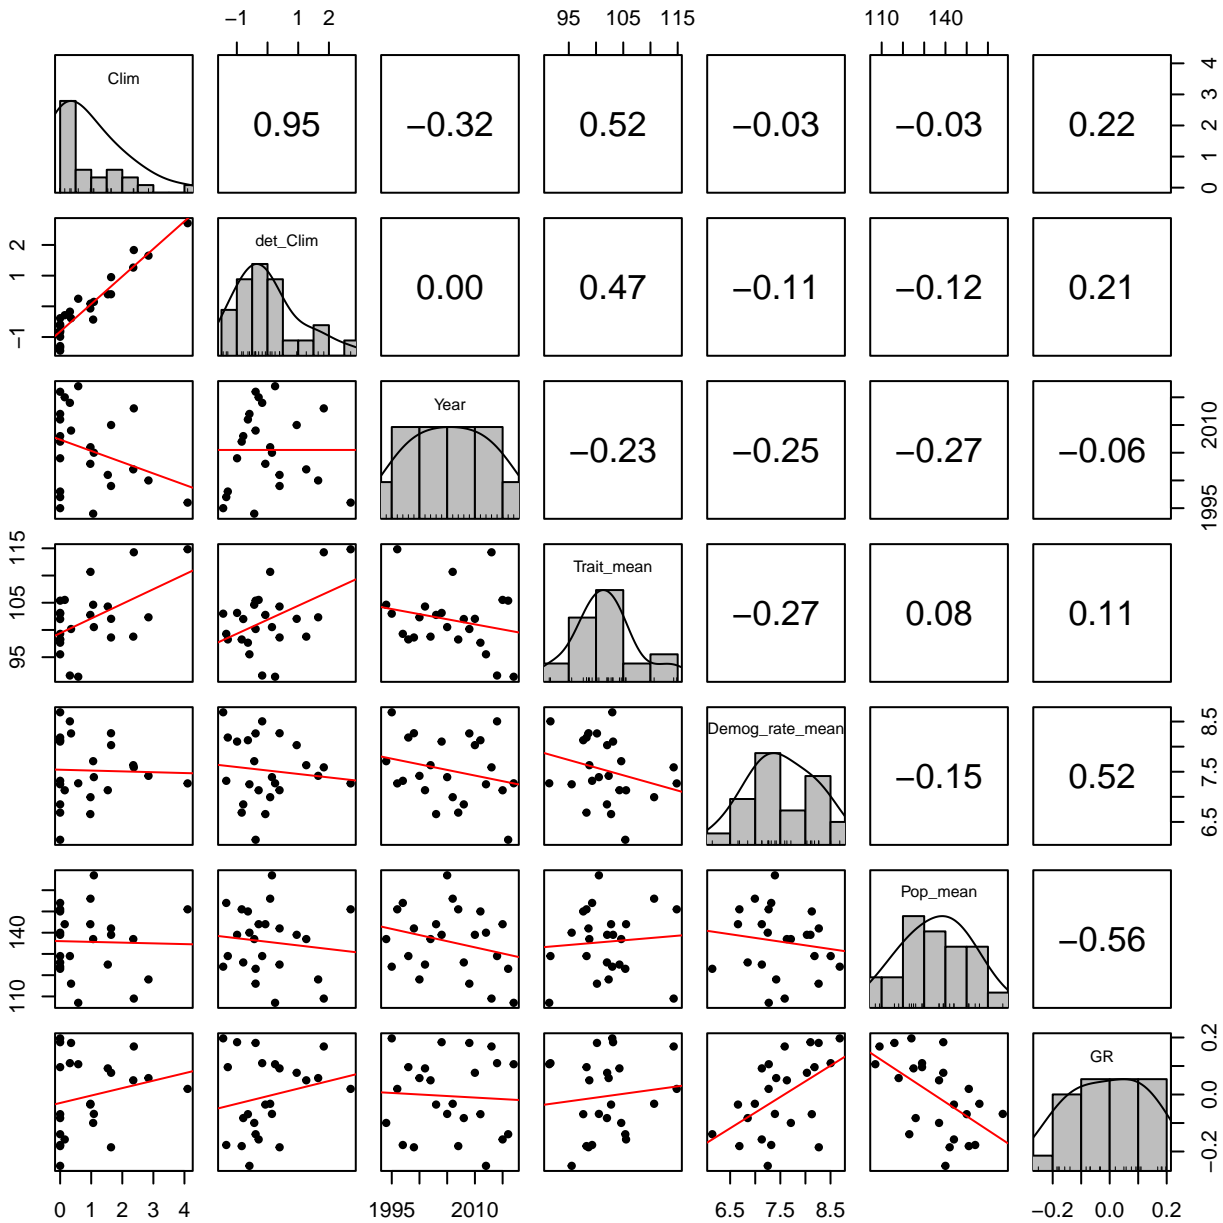 −1 1 2 95 105 115 110 140
Clim
0.95 −0.32 0.52 −0.03 −0.03 0.22
0 1 2 3 4
−1 1 2
det_Clim
0.00 0.47 −0.11 −0.12 0.21
Year
−0.23 −0.25 −0.27 −0.06
1995 2010
95 105 115
Trait_mean
−0.27 0.08 0.11
Demog_rate_mean
−0.15 0.52
6.5 7.5 8.5
110 140
Pop_mean
−0.56
GR
−0.2 0.0 0.2
0 1 2 3 4 1995 2010 6.5 7.5 8.5 −0.2 0.0 0.2